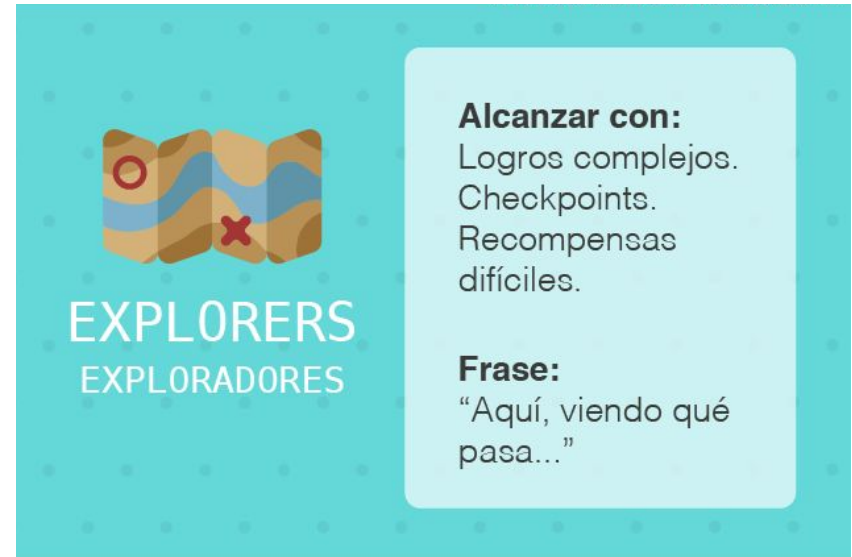 EXPLORERS
EXPLORADORES
Alcanzar con:
Logros complejos.
Checkpoints.
Recompensas
difíciles.
Frase:
“Aquí, viendo qué
pasa...”